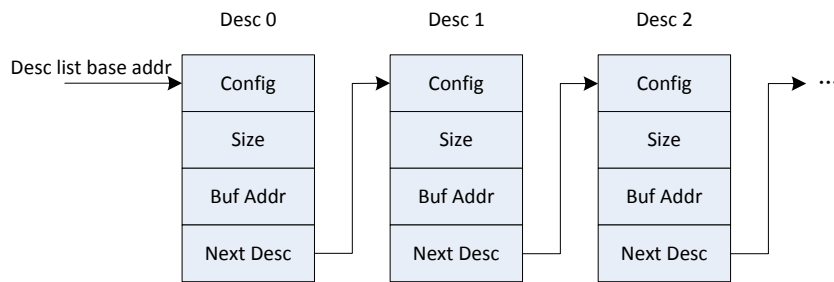 Desc 0 Desc 1 Desc 2
Desc list base addr
Config Config Config ...
Size Size Size
Buf Addr Buf Addr Buf Addr
Next Desc Next Desc Next Desc